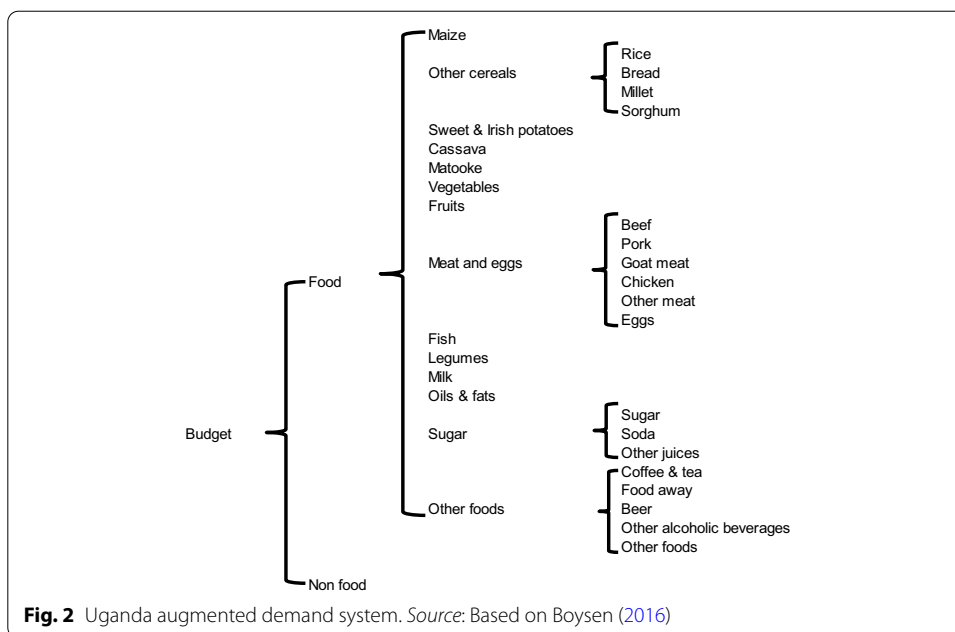 Maize
Other cereals
Rice
Bread
Millet
Sorghum
Sweet & Irish potatoes
Cassava
Matooke
Vegetables
Fruits
Meat and eggs
Beef
Pork
Goat meat
Chicken
Other meat
Eggs
Food
Fish
Legumes
Milk
Oils & fats
Budget
Sugar
Sugar
Soda
Other juices
Other foods
Coffee & tea
Food away
Beer
Other alcoholic beverages
Other foods
Non food
Fig. 2 Uganda augmented demand system. Source: Based on Boysen (2016)